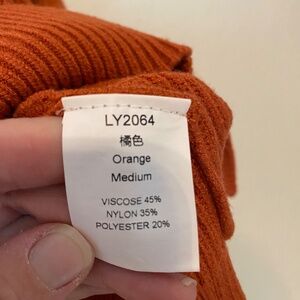 LY2064
橘色
Orange
Medium
VISCOSE 45%
NYLON 35%
POLYESTER 20%